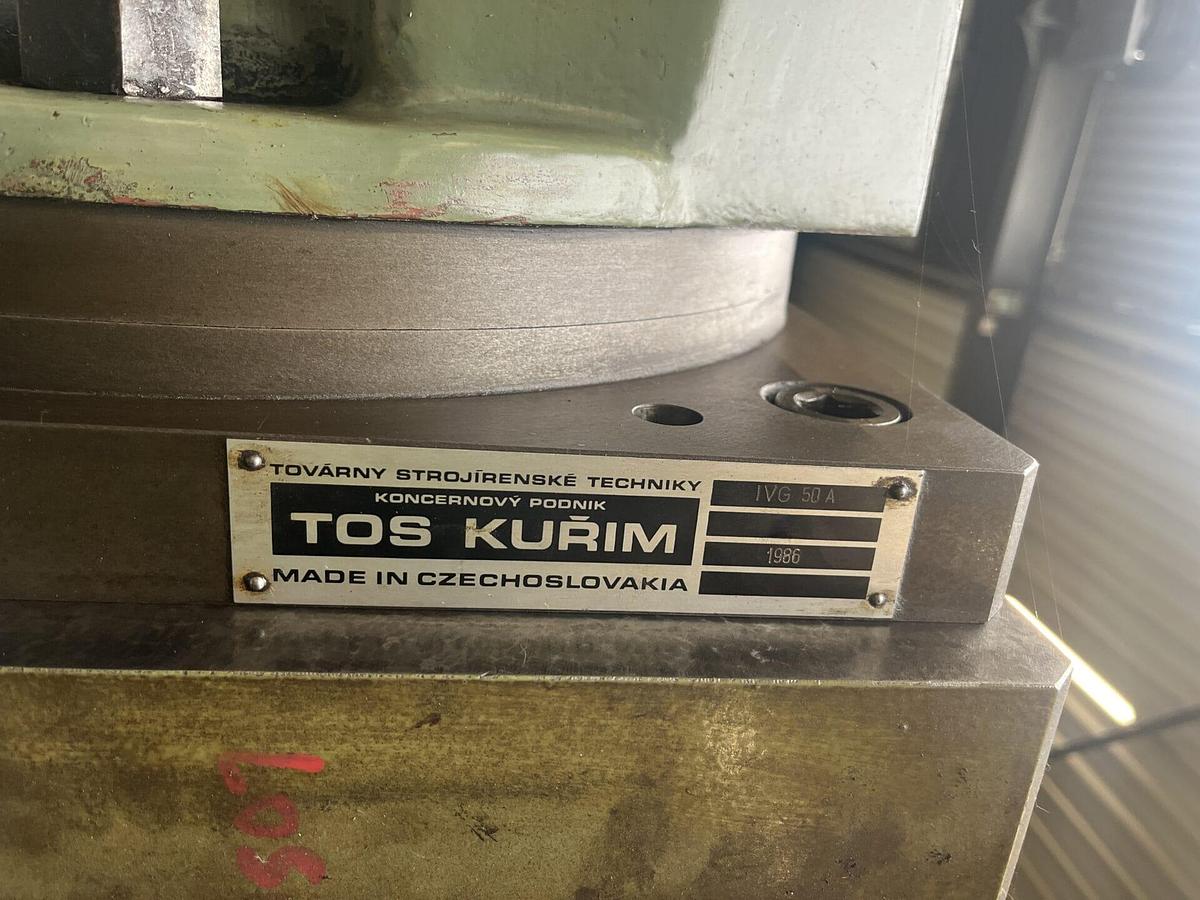 TOVÁRNY STROJÍRENSKÉ TECHNIKY
KONCERNOVÝ PODNIK
TOS KUŘIM
MADE IN CZECHOSLOVAKIA
IVG 50 A
1986